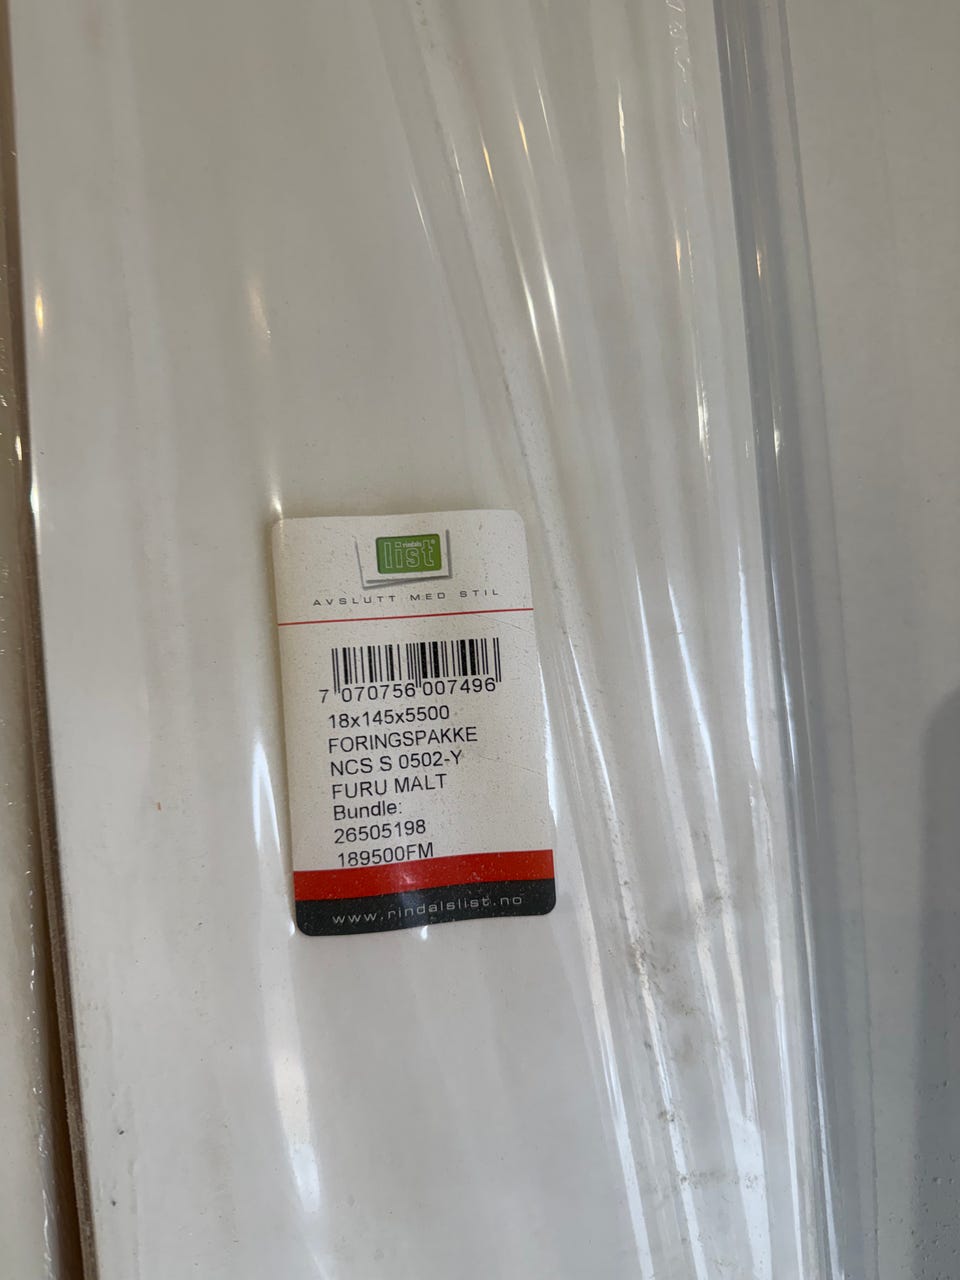 rindals®
list
AVSLUTT MED STIL
7 070756 007496
18x145x5500
FORINGSPAKKE
NCS S 0502-Y
FURU MALT
Bundle:
26505198
189500FM
www.rindalslist.no